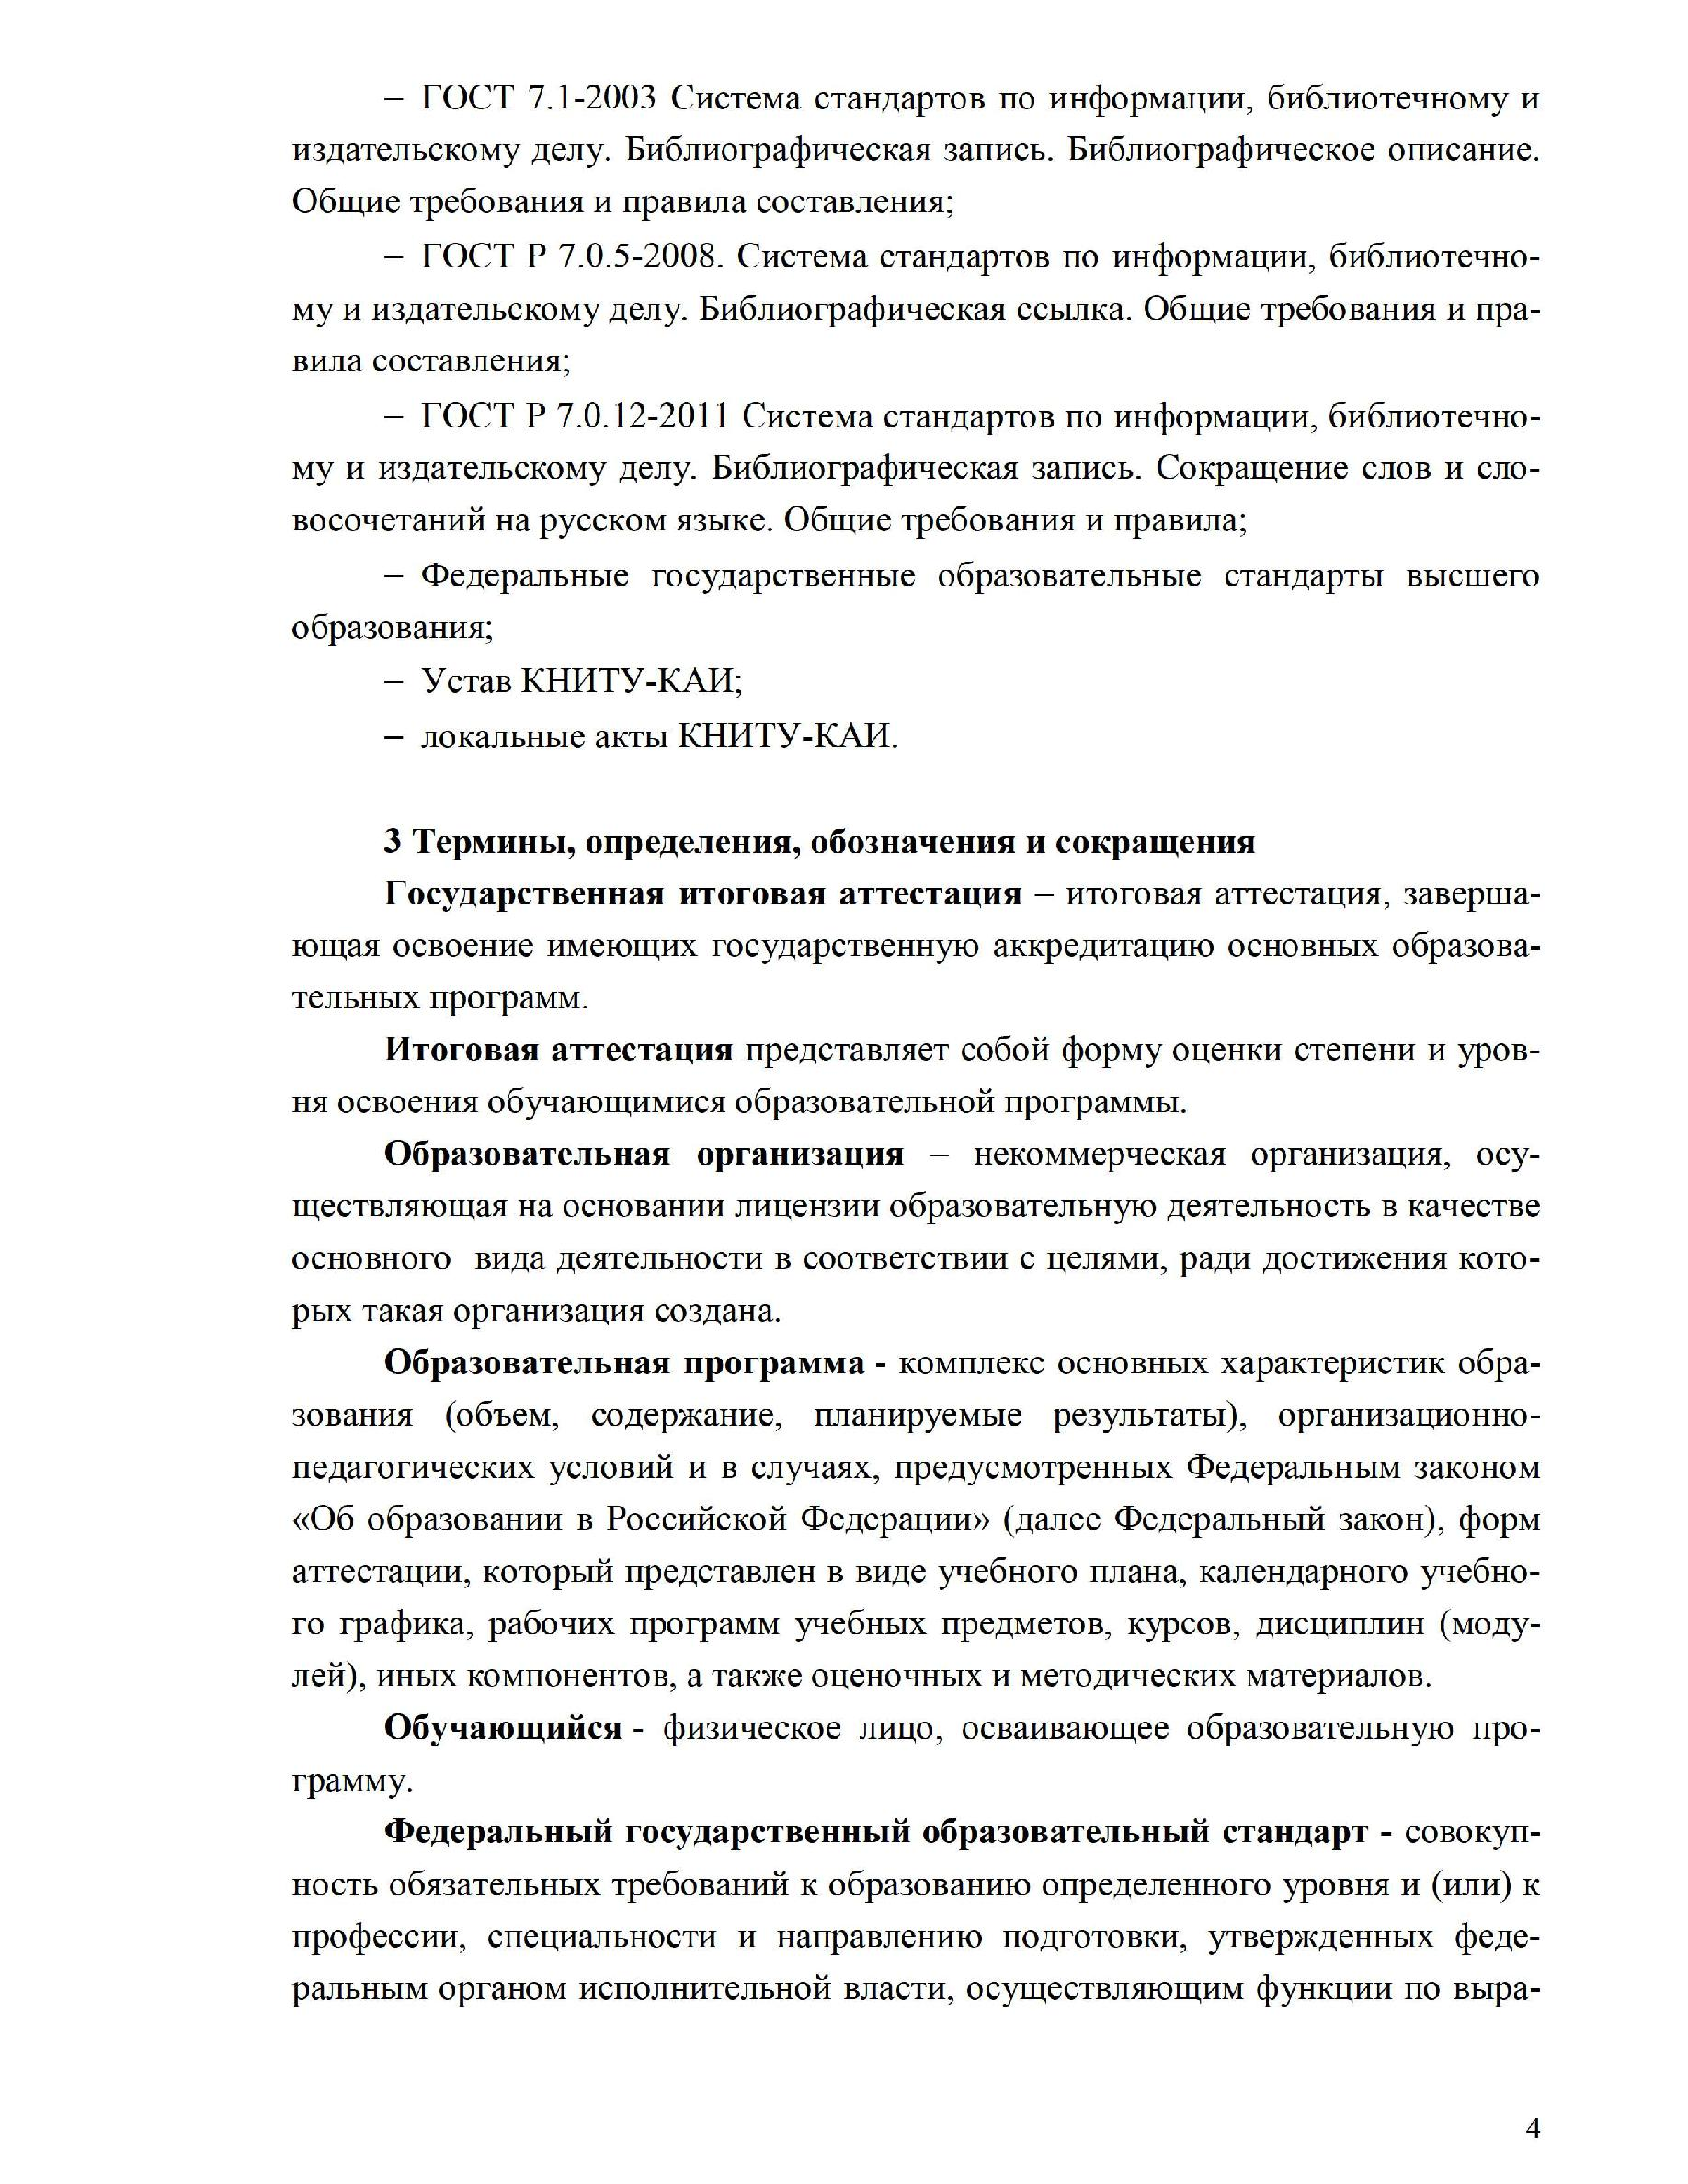 – ГОСТ 7.1-2003 Система стандартов по информации, библиотечному и
издательскому делу. Библиографическая запись. Библиографическое описание.
Общие требования и правила составления;
– ГОСТ Р 7.0.5-2008. Система стандартов по информации, библиотечно-
му и издательскому делу. Библиографическая ссылка. Общие требования и пра-
вила составления;
– ГОСТ Р 7.0.12-2011 Система стандартов по информации, библиотечно-
му и издательскому делу. Библиографическая запись. Сокращение слов и сло-
восочетаний на русском языке. Общие требования и правила;
– Федеральные государственные образовательные стандарты высшего
образования;
– Устав КНИТУ-КАИ;
– локальные акты КНИТУ-КАИ.
3 Термины, определения, обозначения и сокращения
Государственная итоговая аттестация – итоговая аттестация, заверша-
ющая освоение имеющих государственную аккредитацию основных образова-
тельных программ.
Итоговая аттестация представляет собой форму оценки степени и уров-
ня освоения обучающимися образовательной программы.
Образовательная организация – некоммерческая организация, осу-
ществляющая на основании лицензии образовательную деятельность в качестве
основного вида деятельности в соответствии с целями, ради достижения кото-
рых такая организация создана.
Образовательная программа - комплекс основных характеристик обра-
зования (объем, содержание, планируемые результаты), организационно-
педагогических условий и в случаях, предусмотренных Федеральным законом
«Об образовании в Российской Федерации» (далее Федеральный закон), форм
аттестации, который представлен в виде учебного плана, календарного учебно-
го графика, рабочих программ учебных предметов, курсов, дисциплин (моду-
лей), иных компонентов, а также оценочных и методических материалов.
Обучающийся - физическое лицо, осваивающее образовательную про-
грамму.
Федеральный государственный образовательный стандарт - совокуп-
ность обязательных требований к образованию определенного уровня и (или) к
профессии, специальности и направлению подготовки, утвержденных феде-
ральным органом исполнительной власти, осуществляющим функции по выра-
4